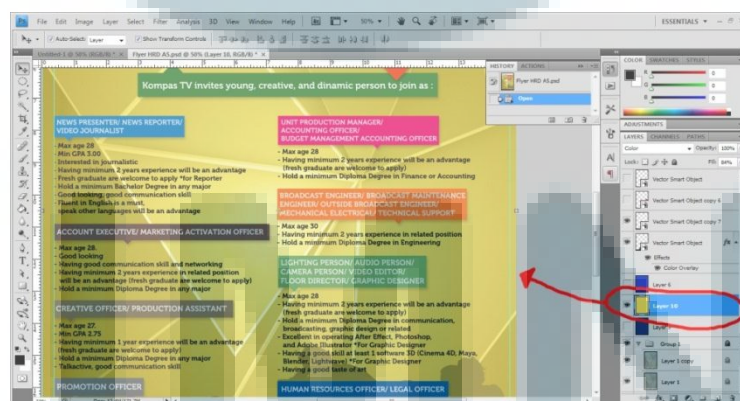 File Edit Image Layer Select Filter Analysis 3D View Window Help 50% ESSENTIALS
Auto-Select: Layer Show Transform Controls
Untitled-1 @ 50% (RGB/8) * Flyer HRD AS.psd @ 50% (Layer 10, RGB/8) *
Kompas TV invites young, creative, and dinamic person to join as :
NEWS PRESENTER/ NEWS REPORTER/
VIDEO JOURNALIST
- Max age 28
- Min GPA 3.00
- Interested in journalistic
- Having minimum 2 years experience will be an advantage
- Fresh graduate are welcome to apply *for Reporter
- Hold a minimum Bachelor Degree in any major
- Good looking, good communication skill
- Fluent in English is a must,
speak other languages will be an advantage
ACCOUNT EXECUTIVE/ MARKETING ACTIVATION OFFICER
- Max age 28.
- Good looking
- Having good communication skill and networking
- Having minimum 2 years experience in related position
will be an advantage (fresh graduate are welcome to apply)
- Hold a minimum Diploma Degree in any major
CREATIVE OFFICER/ PRODUCTION ASSISTANT
- Max age 27.
- Min GPA 2.75
- Having minimum 1 year experience will be an advantage
(fresh graduate are welcome to apply)
- Hold a minimum Diploma Degree in any major
- Talkactive, good communication skill
PROMOTION OFFICER
UNIT PRODUCTION MANAGER/
ACCOUNTING OFFICER/
BUDGET MANAGEMENT ACCOUNTING OFFICER
- Max age 28
- Having minimum 2 years experience will be an advantage
(fresh graduate are welcome to apply)
- Hold a minimum Diploma Degree in Finance or Accounting
BROADCAST ENGINEER/ BROADCAST MAINTENANCE
ENGINEER/ OUTSIDE BROADCAST ENGINEER/
MECHANICAL ELECTRICAL/ TECHNICAL SUPPORT
- Max age 30
- Having minimum 2 years experience in related position
- Hold a minimum Diploma Degree in Engineering
LIGHTING PERSON/ AUDIO PERSON/
CAMERA PERSON/ VIDEO EDITOR/
FLOOR DIRECTOR/ GRAPHIC DESIGNER
- Max age 28
- Having minimum 2 years experience will be an advantage
(fresh graduate are welcome to apply)
- Hold a minimum Diploma Degree in communication,
broadcasting, graphic design or related
- Excellent in operating After Effect, Photoshop,
and Adobe Illustrator *For Graphic Designer
- Having a good skill at least 1 software 3D (Cinema 4D, Maya,
Blender, Lightwave) *For Graphic Designer
- Having a good taste of art
HUMAN RESOURCES OFFICER/ LEGAL OFFICER
HISTORY ACTIONS
Flyer HRD AS.psd
Open
COLOR SWATCHES STYLES
R
G
B
ADJUSTMENTS
LAYERS CHANNELS PATHS
Color Opacity: 100%
Lock: Fill: 84%
Vector Smart Object
Vector Smart Object copy 6
Vector Smart Object copy 7
Vector Smart Object fx
Effects
Color Overlay
Layer 6
Layer 10
Layer
Group 1
Layer 1 copy
Layer 1